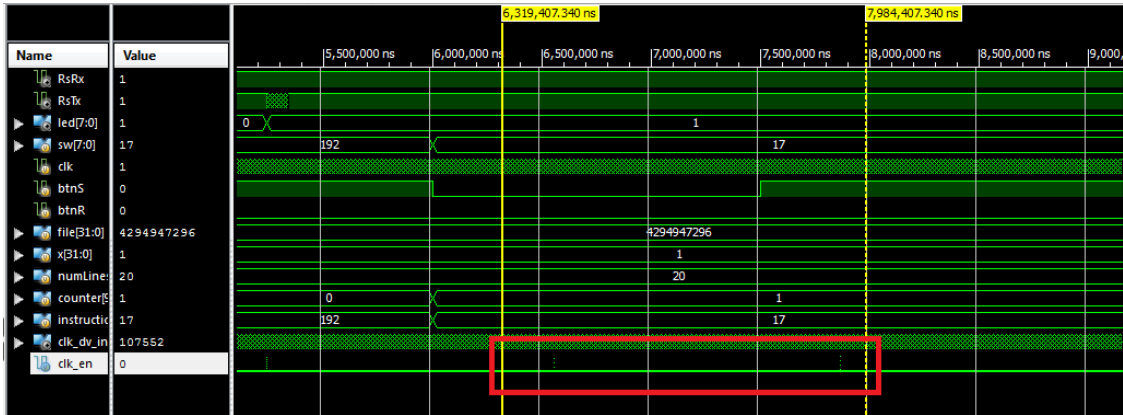 6,319,407.340 ns 7,984,407.340 ns
Name Value 5,500,000 ns 6,000,000 ns 6,500,000 ns 7,000,000 ns 7,500,000 ns 8,000,000 ns 8,500,000 ns 9,000,
RsRx 1
RsTx 1
led[7:0] 1 0 1
sw[7:0] 17 192 17
clk 1
btnS 0
btnR 0
file[31:0] 4294947296 4294947296
x[31:0] 1 1
numLine: 20 20
counter[9 1 0 1
instructic 17 192 17
clk_dv_in 107552
clk_en 0